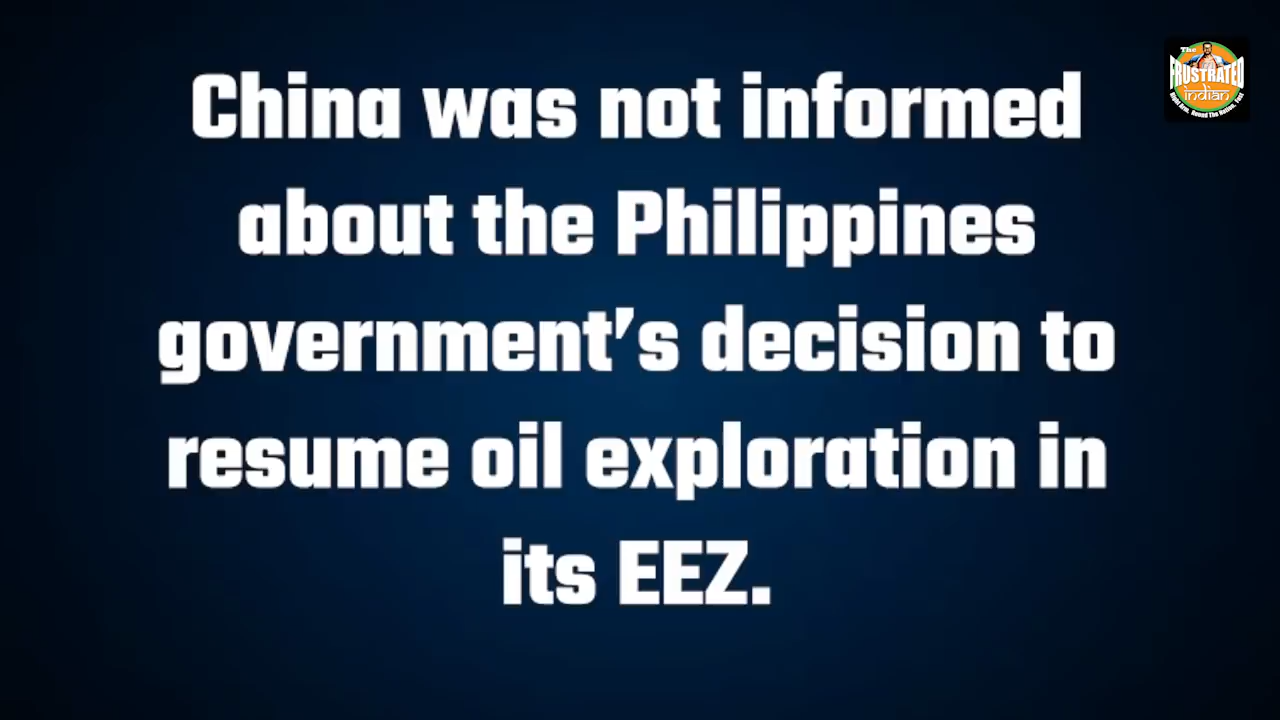 China was not informed
about the Philippines
government's decision to
resume oil exploration in
its EEZ.
The
FRUSTRATED
indian